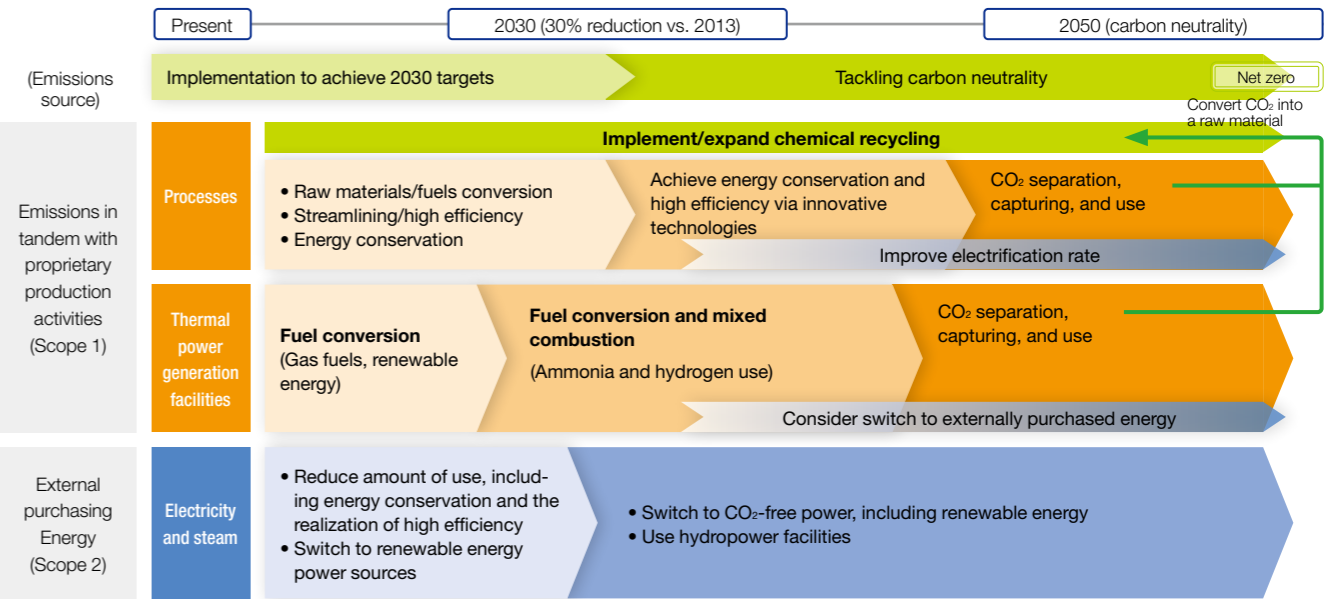 Present
2030 (30% reduction vs. 2013)
2050 (carbon neutrality)
(Emissions
source)
Implementation to achieve 2030 targets
Tackling carbon neutrality
Net zero
Convert CO₂ into
a raw material
Emissions in
tandem with
proprietary
production
activities
(Scope 1)
Processes
Implement/expand chemical recycling
• Raw materials/fuels conversion
• Streamlining/high efficiency
• Energy conservation
Achieve energy conservation and
high efficiency via innovative
technologies
CO₂ separation,
capturing, and use
Improve electrification rate
Thermal
power
generation
facilities
Fuel conversion
(Gas fuels, renewable
energy)
Fuel conversion and mixed
combustion
(Ammonia and hydrogen use)
CO₂ separation,
capturing, and use
Consider switch to externally purchased energy
External
purchasing
Energy
(Scope 2)
Electricity
and steam
• Reduce amount of use, includ-
ing energy conservation and the
realization of high efficiency
• Switch to renewable energy
power sources
• Switch to CO₂-free power, including renewable energy
• Use hydropower facilities